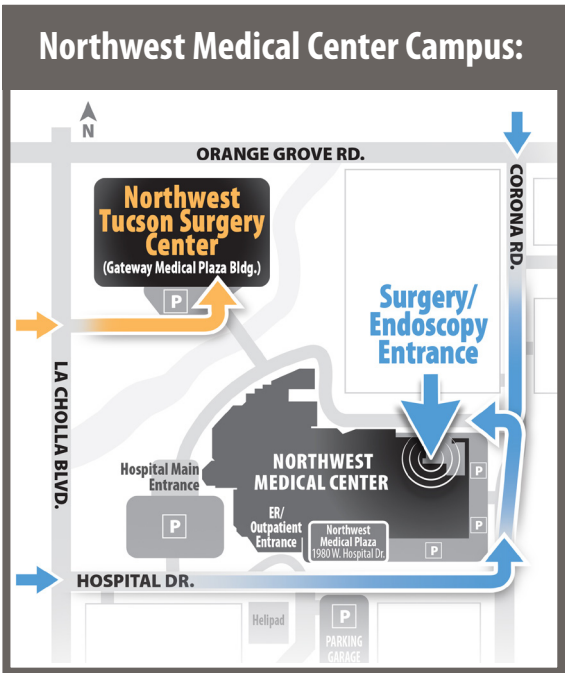 Northwest Medical Center Campus:
N
ORANGE GROVE RD.
CORONA RD.
Northwest
Tucson Surgery
Center
(Gateway Medical Plaza Bldg.)
P
Surgery/
Endoscopy
Entrance
LA CHOLLA BLVD.
Hospital Main
Entrance
NORTHWEST
MEDICAL CENTER
P
P
ER/
Outpatient
Entrance
Northwest
Medical Plaza
1980 W. Hospital Dr.
P
P
HOSPITAL DR.
Helipad
P
PARKING
GARAGE